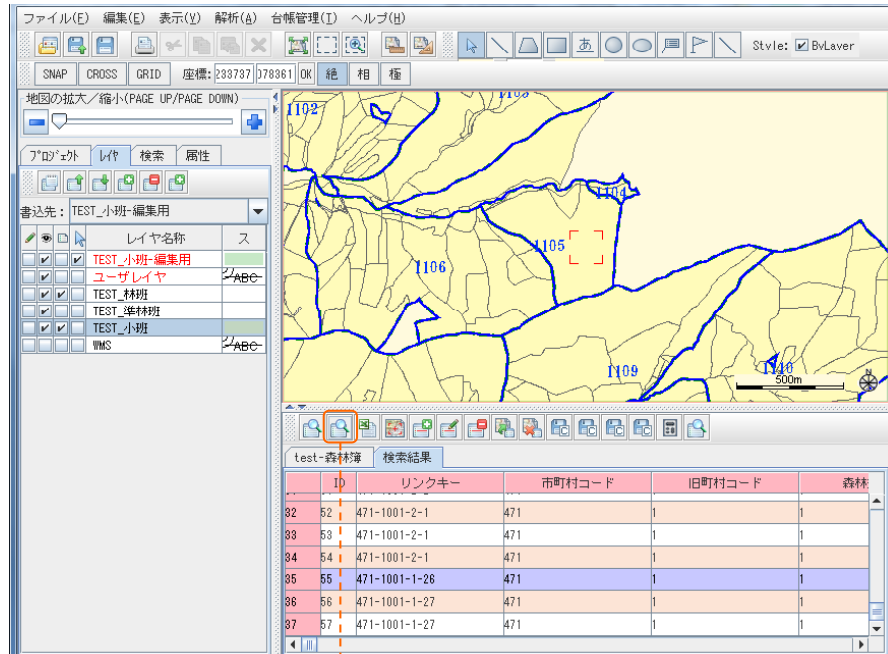 ファイル(F) 編集(E) 表示(V) 解析(A) 台帳管理(I) ヘルプ(H)
あ Style: BvLayer
SNAP CROSS GRID 座標: 233737 078361 OK 絶 相 極
地図の拡大/縮小(PAGE UP/PAGE DOWN)
プロジェクト レイヤ 検索 属性
書込先: TEST_小班-編集用
レイヤ名称 ス
TEST_小班-編集用
ユーザレイヤ ABC
TEST_林班
TEST_準林班
TEST_小班
WMS ABC
1102
1103
1104
1105
1106
1109
1140
500m
N
test-森林簿 検索結果
ID リンクキー 市町村コード 旧町村コード 森林
32 52 471-1001-2-1 471 1 1
33 53 471-1001-2-1 471 1 1
34 54 471-1001-2-1 471 1 1
35 55 471-1001-1-26 471 1 1
36 56 471-1001-1-27 471 1 1
37 57 471-1001-1-27 471 1 1